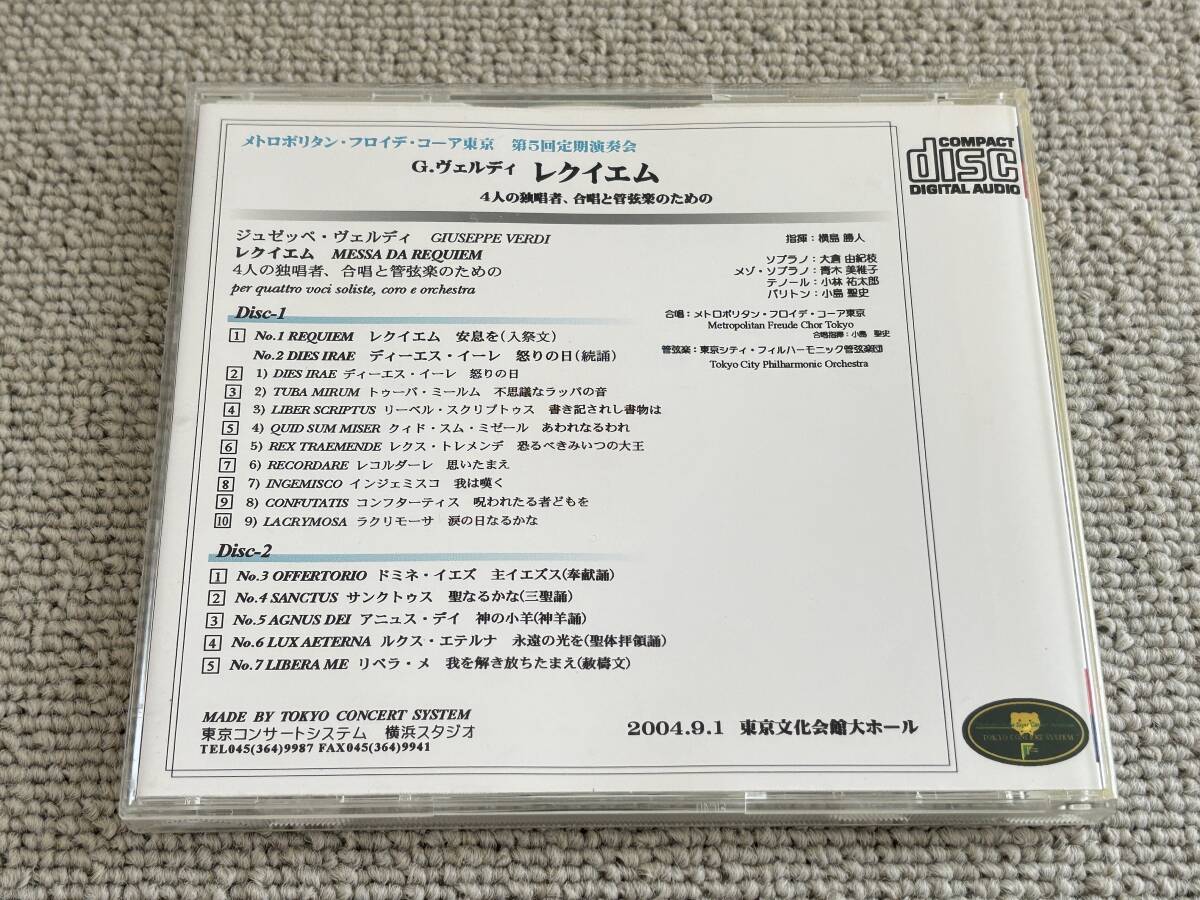 メトロポリタン・フロイデ・コーア東京 第5回定期演奏会
G.ヴェルディ レクイエム
4人の独唱者、合唱と管弦楽のための
COMPACT
disc
DIGITAL AUDIO
ジュゼッペ・ヴェルディ GIUSEPPE VERDI
レクイエム MESSA DA REQUIEM
4人の独唱者、合唱と管弦楽のための
per quattro voci soliste, coro e orchestra
指揮：横島 勝人
ソプラノ：大倉 由紀枝
メゾ・ソプラノ：青木 美稚子
テノール：小林 祐太郎
バリトン：小島 聖史
合唱：メトロポリタン・フロイデ・コーア東京
Metropolitan Freude Chor Tokyo
合唱指揮：小島 聖史
管弦楽：東京シティ・フィルハーモニック管弦楽団
Tokyo City Philharmonic Orchestra
Disc-1
1 No.1 REQUIEM レクイエム 安息を(入祭文)
No.2 DIES IRAE ディーエス・イーレ 怒りの日(続誦)
2 1) DIES IRAE ディーエス・イーレ 怒りの日
3 2) TUBA MIRUM トゥーバ・ミールム 不思議なラッパの音
4 3) LIBER SCRIPTUS リーベル・スクリプトゥス 書き記されし書物は
5 4) QUID SUM MISER クィド・スム・ミゼール あわれなるわれ
6 5) REX TRAEMENDE レクス・トレメンデ 恐るべきみいつの大王
7 6) RECORDARE レコルダーレ 思いたまえ
8 7) INGEMISCO インジェミスコ 我は嘆く
9 8) CONFUTATIS コンフターティス 呪われたる者どもを
10 9) LACRYMOSA ラクリモーサ 涙の日なるかな
Disc-2
1 No.3 OFFERTORIO ドミネ・イエズ 主イエズス(奉献誦)
2 No.4 SANCTUS サンクトゥス 聖なるかな(三聖誦)
3 No.5 AGNUS DEI アニュス・デイ 神の小羊(神羊誦)
4 No.6 LUX AETERNA ルクス・エテルナ 永遠の光を(聖体拝領誦)
5 No.7 LIBERA ME リベラ・メ 我を解き放ちたまえ(赦禱文)
MADE BY TOKYO CONCERT SYSTEM
東京コンサートシステム 横浜スタジオ
TEL045(364)9987 FAX045(364)9941
2004.9.1 東京文化会館大ホール
TOKYO CONCERT SYSTEM